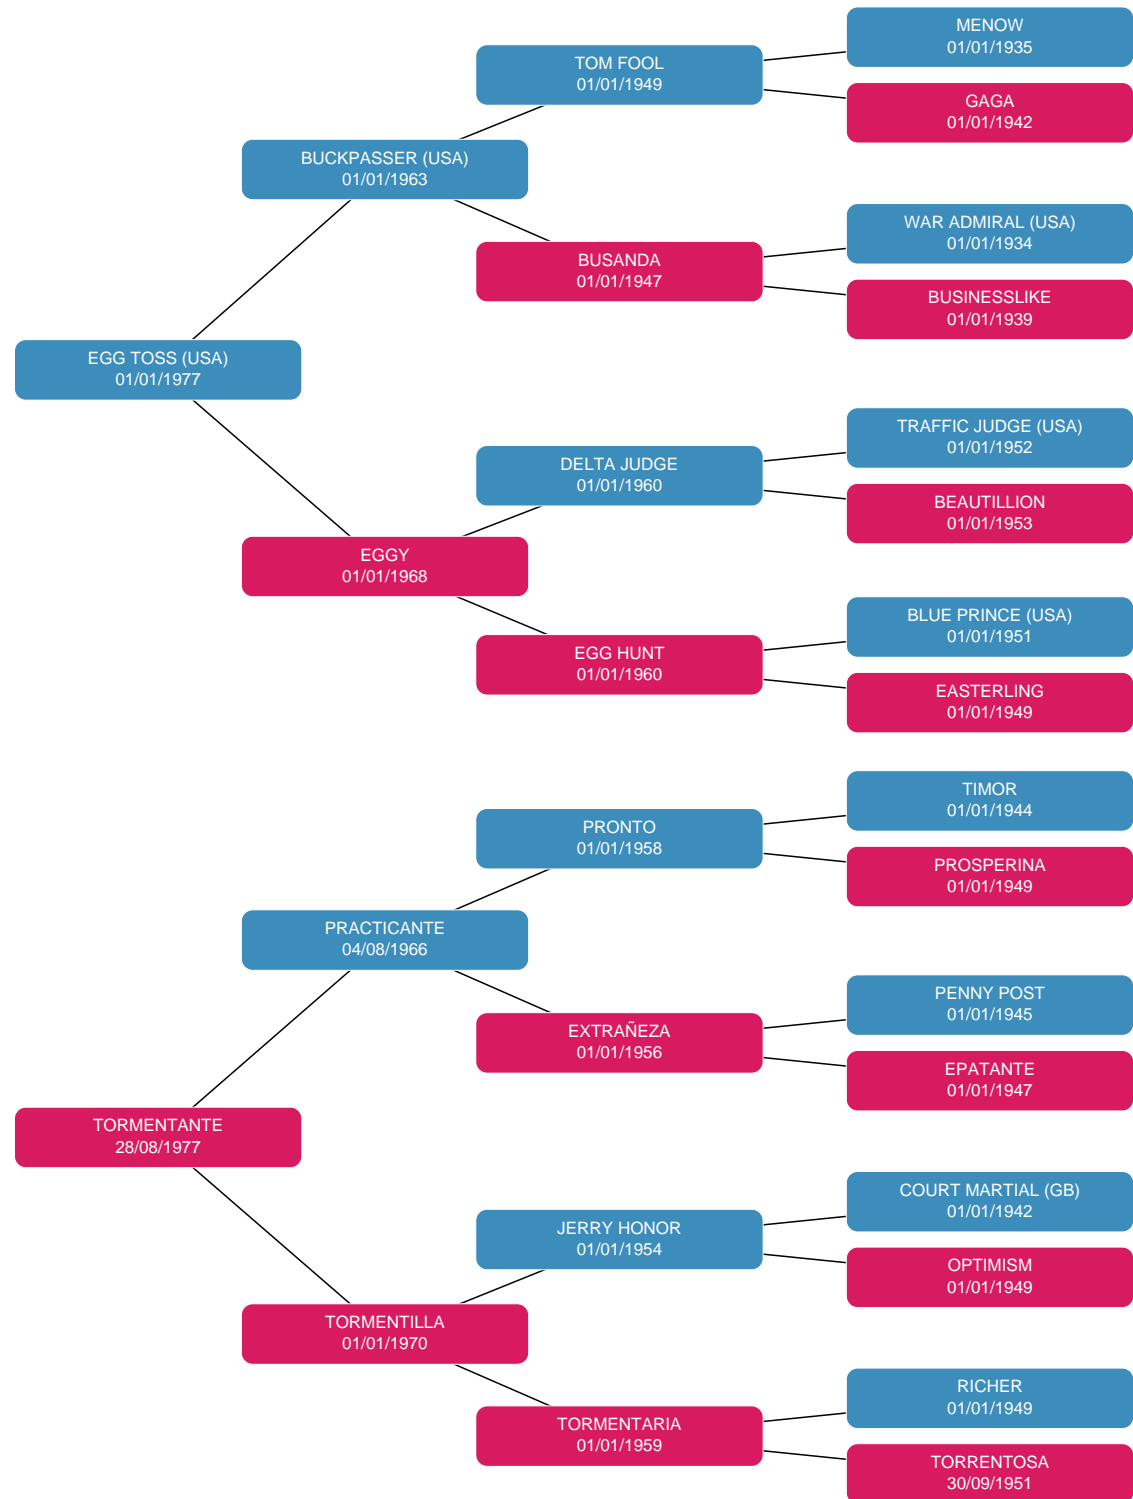 MENOW
01/01/1935
TOM FOOL
01/01/1949
GAGA
01/01/1942
BUCKPASSER (USA)
01/01/1963
WAR ADMIRAL (USA)
01/01/1934
BUSANDA
01/01/1947
BUSINESSLIKE
01/01/1939
EGG TOSS (USA)
01/01/1977
TRAFFIC JUDGE (USA)
01/01/1952
DELTA JUDGE
01/01/1960
BEAUTILLION
01/01/1953
EGGY
01/01/1968
BLUE PRINCE (USA)
01/01/1951
EGG HUNT
01/01/1960
EASTERLING
01/01/1949
TIMOR
01/01/1944
PRONTO
01/01/1958
PROSPERINA
01/01/1949
PRACTICANTE
04/08/1966
PENNY POST
01/01/1945
EXTRAÑEZA
01/01/1956
EPATANTE
01/01/1947
TORMENTANTE
28/08/1977
COURT MARTIAL (GB)
01/01/1942
JERRY HONOR
01/01/1954
OPTIMISM
01/01/1949
TORMENTILLA
01/01/1970
RICHER
01/01/1949
TORMENTARIA
01/01/1959
TORRENTOSA
30/09/1951